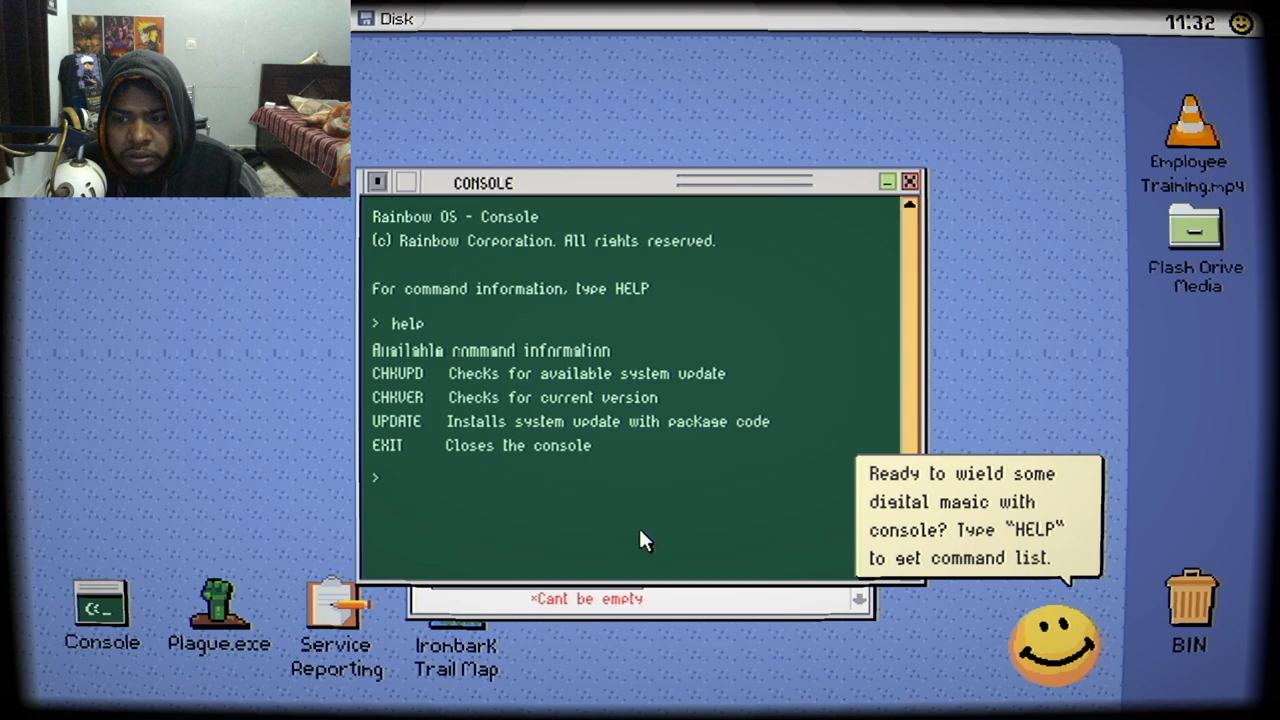 Disk
11:32
Employee
Training.mp4
Flash Drive
Media
CONSOLE
Rainbow OS - Console
(c) Rainbow Corporation. All rights reserved.
For command information, type HELP
> help
Available command information
CHKUPD Checks for available system update
CHKVER Checks for current version
UPDATE Installs system update with package code
EXIT Closes the console
>
Ready to wield some
digital magic with
console? Type "HELP"
to get command list.
*Cant be empty
Console
Plague.exe
Service
Reporting
Ironbark
Trail Map
BIN